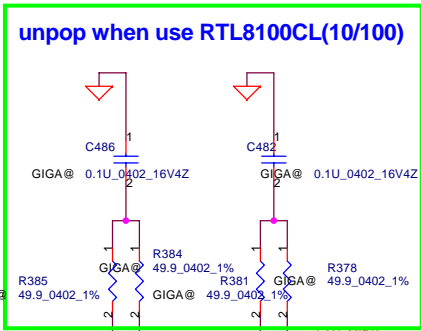 unpop when use RTL8100CL(10/100)
1
1
C486
C482
GIGA@ 0.1U_0402_16V4Z
GIGA@ 0.1U_0402_16V4Z
2
2
1
1
1
1
R384
R378
GIGA@ 49.9_0402_1%
GIGA@ 49.9_0402_1%
R385
R381
49.9_0402_1%
GIGA@ 49.9_0402_1%
2
2
2
2